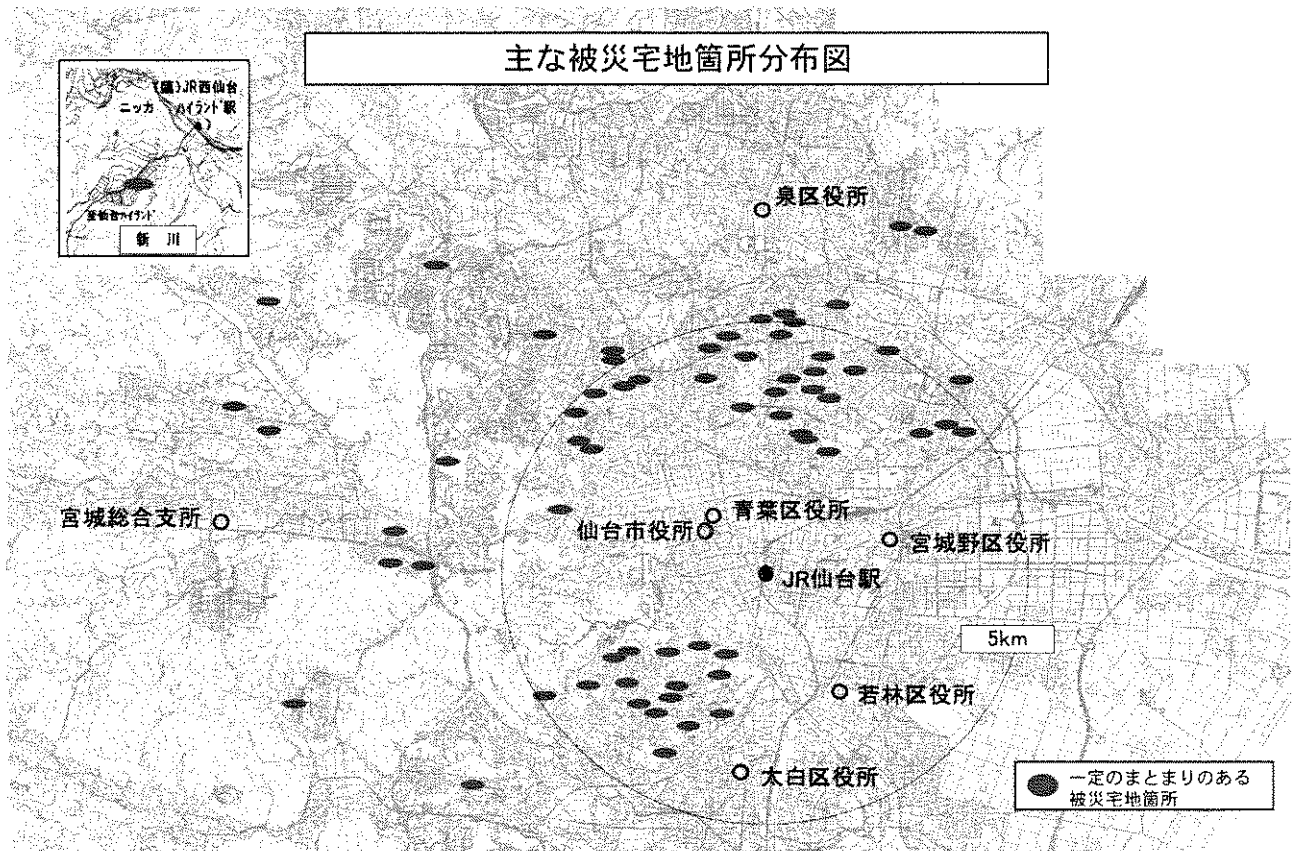 主な被災宅地箇所分布図
(臨)JR西仙台
ニッカ ハイランド駅
新 川
泉区役所
宮城総合支所
青葉区役所
仙台市役所
宮城野区役所
JR仙台駅
5km
若林区役所
太白区役所
一定のまとまりのある
被災宅地箇所